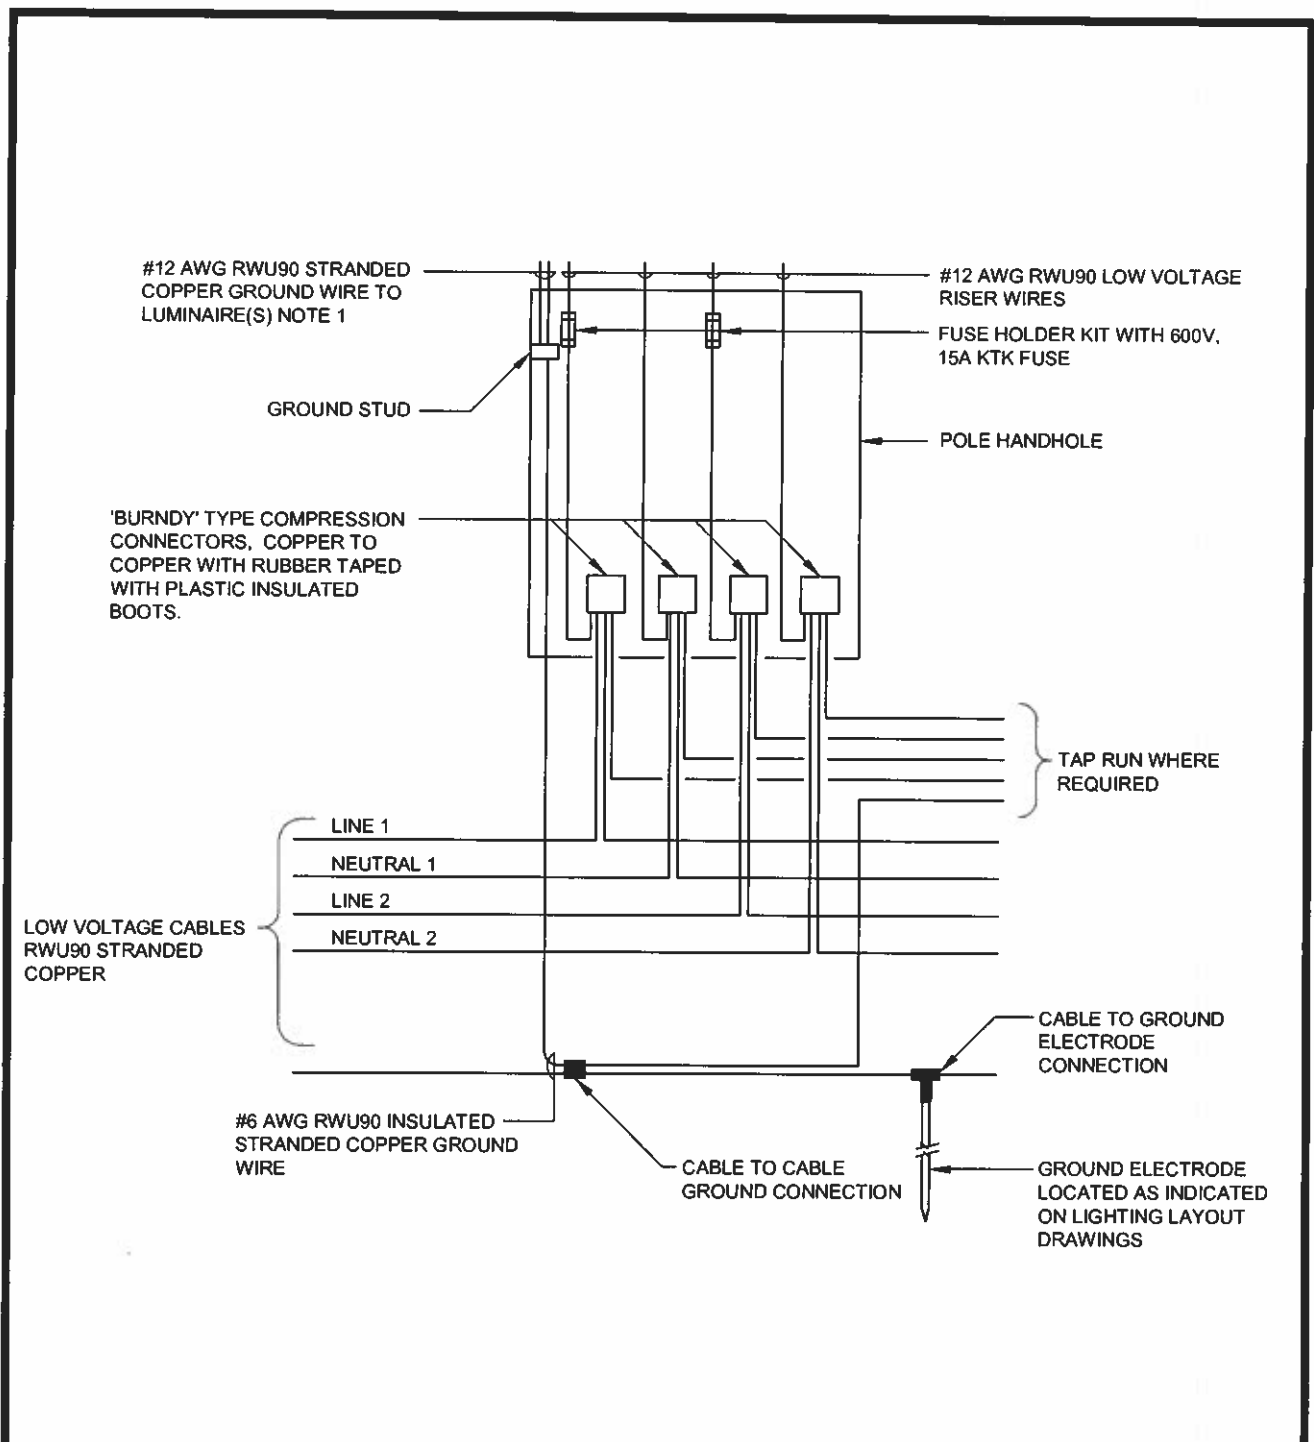 #12 AWG RWU90 STRANDED
COPPER GROUND WIRE TO
LUMINAIRE(S) NOTE 1
#12 AWG RWU90 LOW VOLTAGE
RISER WIRES
FUSE HOLDER KIT WITH 600V,
15A KTK FUSE
GROUND STUD
POLE HANDHOLE
'BURNDY' TYPE COMPRESSION
CONNECTORS, COPPER TO
COPPER WITH RUBBER TAPED
WITH PLASTIC INSULATED
BOOTS.
TAP RUN WHERE
REQUIRED
LINE 1
NEUTRAL 1
LINE 2
NEUTRAL 2
LOW VOLTAGE CABLES
RWU90 STRANDED
COPPER
CABLE TO GROUND
ELECTRODE
CONNECTION
#6 AWG RWU90 INSULATED
STRANDED COPPER GROUND
WIRE
CABLE TO CABLE
GROUND CONNECTION
GROUND ELECTRODE
LOCATED AS INDICATED
ON LIGHTING LAYOUT
DRAWINGS